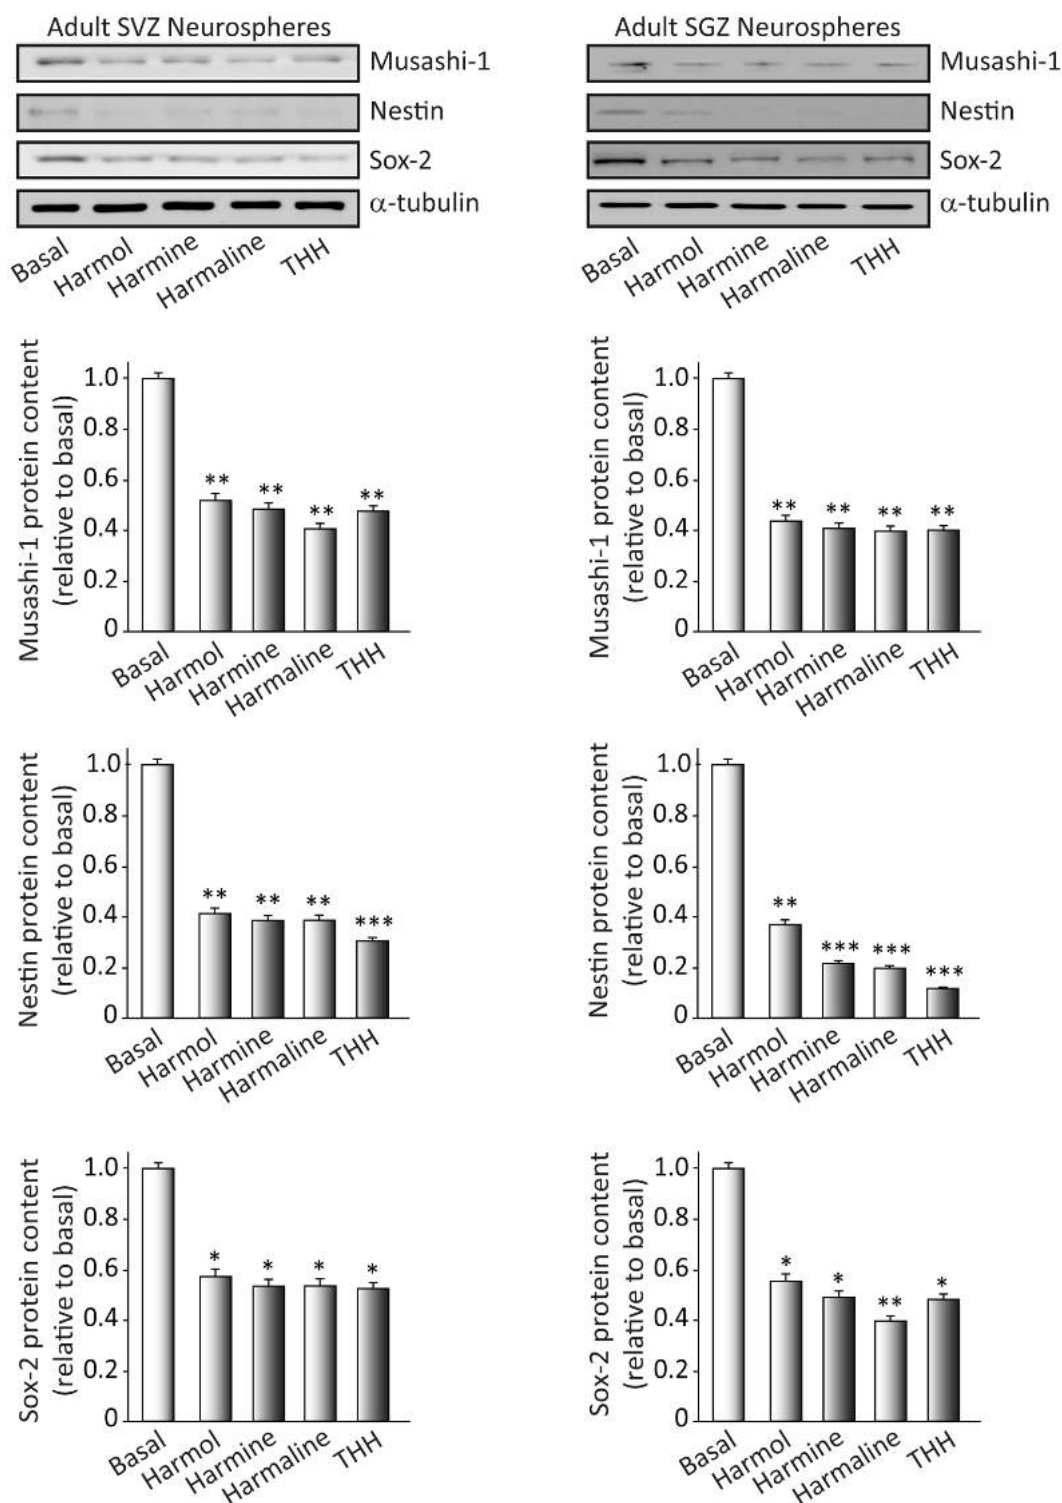 Adult SVZ Neurospheres
Musashi-1
Nestin
Sox-2
α-tubulin
Basal
Harmol
Harmine
Harmaline
THH
Adult SGZ Neurospheres
Musashi-1
Nestin
Sox-2
α-tubulin
Basal
Harmol
Harmine
Harmaline
THH
Musashi-1 protein content
(relative to basal)
1.0
0.8
0.6
0.4
0.2
0
**
**
**
**
Basal
Harmol
Harmine
Harmaline
THH
Musashi-1 protein content
(relative to basal)
1.0
0.8
0.6
0.4
0.2
0
**
**
**
**
Basal
Harmol
Harmine
Harmaline
THH
Nestin protein content
(relative to basal)
1.0
0.8
0.6
0.4
0.2
0
**
**
**
***
Basal
Harmol
Harmine
Harmaline
THH
Nestin protein content
(relative to basal)
1.0
0.8
0.6
0.4
0.2
0
**
***
***
***
Basal
Harmol
Harmine
Harmaline
THH
Sox-2 protein content
(relative to basal)
1.0
0.8
0.6
0.4
0.2
0
*
*
*
*
Basal
Harmol
Harmine
Harmaline
THH
Sox-2 protein content
(relative to basal)
1.0
0.8
0.6
0.4
0.2
0
*
*
**
*
Basal
Harmol
Harmine
Harmaline
THH